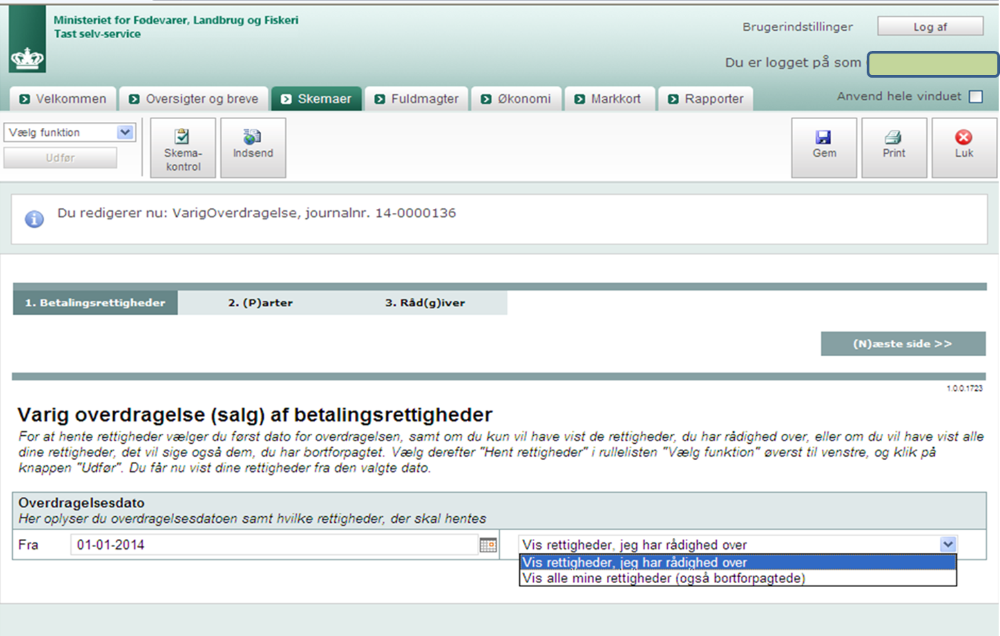 Ministeriet for Fødevarer, Landbrug og Fiskeri
Tast selv-service
Brugerindstillinger
Log af
Du er logget på som
Velkommen
Oversigter og breve
Skemaer
Fuldmagter
Økonomi
Markkort
Rapporter
Anvend hele vinduet
Vælg funktion
Udfør
Skema-
kontrol
Indsend
Gem
Print
Luk
Du redigerer nu: VarigOverdragelse, journalnr. 14-0000136
1. Betalingsrettigheder
2. (P)arter
3. Råd(g)iver
(N)æste side >>
1.0.0.1723
Varig overdragelse (salg) af betalingsrettigheder
For at hente rettigheder vælger du først dato for overdragelsen, samt om du kun vil have vist de rettigheder, du har rådighed over, eller om du vil have vist alle
dine rettigheder, det vil sige også dem, du har bortforpagtet. Vælg derefter "Hent rettigheder" i rullelisten "Vælg funktion" øverst til venstre, og klik på
knappen "Udfør". Du får nu vist dine rettigheder fra den valgte dato.
Overdragelsesdato
Her oplyser du overdragelsesdatoen samt hvilke rettigheder, der skal hentes
Fra
01-01-2014
Vis rettigheder, jeg har rådighed over
Vis rettigheder, jeg har rådighed over
Vis alle mine rettigheder (også bortforpagtede)